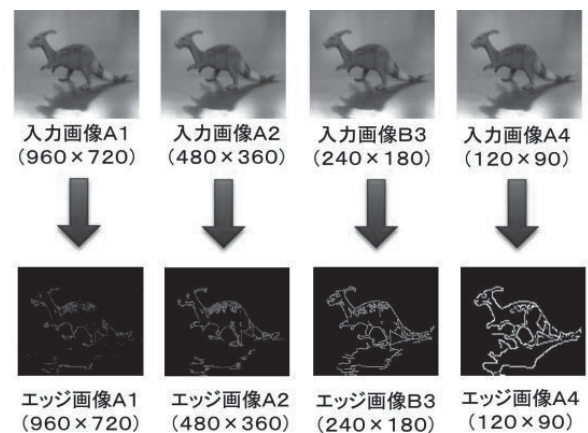 入力画像A1
(960×720)
入力画像A2
(480×360)
入力画像B3
(240×180)
入力画像A4
(120×90)
エッジ画像A1
(960×720)
エッジ画像A2
(480×360)
エッジ画像B3
(240×180)
エッジ画像A4
(120×90)